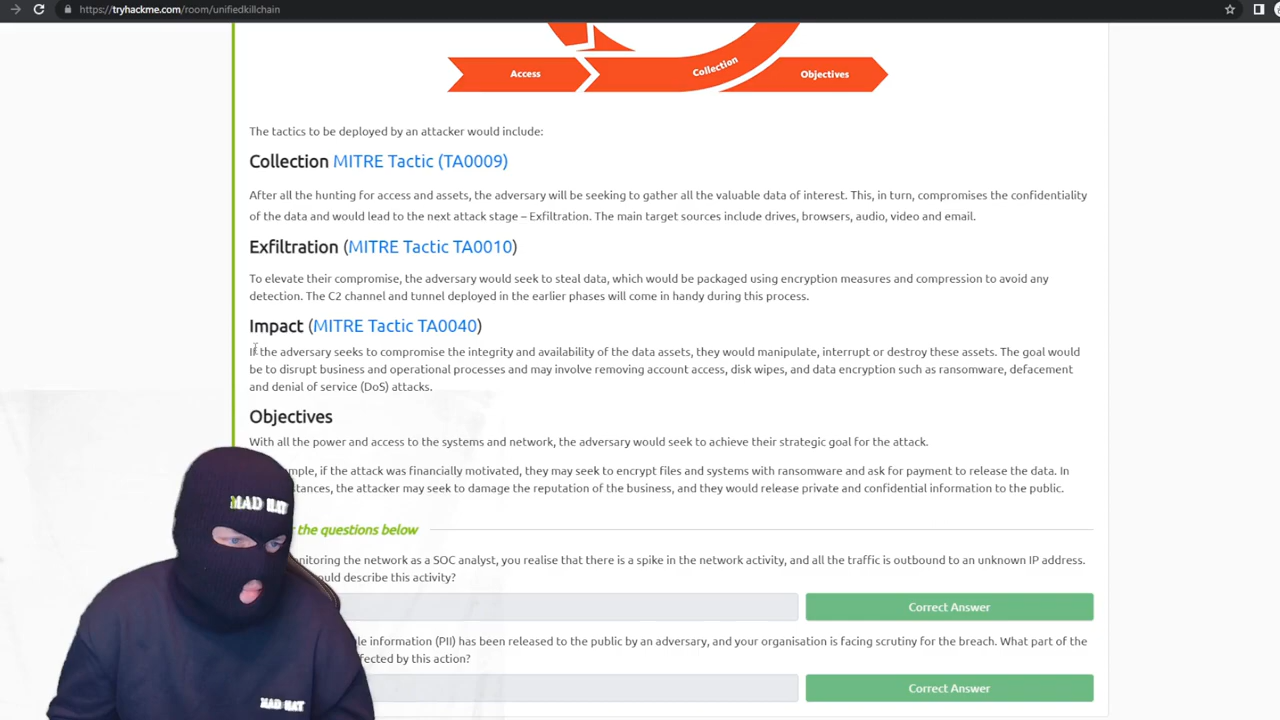 https://tryhackme.com/room/unifiedkillchain
Access
Collection
Objectives
The tactics to be deployed by an attacker would include:
Collection MITRE Tactic (TA0009)
After all the hunting for access and assets, the adversary will be seeking to gather all the valuable data of interest. This, in turn, compromises the confidentiality
of the data and would lead to the next attack stage – Exfiltration. The main target sources include drives, browsers, audio, video and email.
Exfiltration (MITRE Tactic TA0010)
To elevate their compromise, the adversary would seek to steal data, which would be packaged using encryption measures and compression to avoid any
detection. The C2 channel and tunnel deployed in the earlier phases will come in handy during this process.
Impact (MITRE Tactic TA0040)
If the adversary seeks to compromise the integrity and availability of the data assets, they would manipulate, interrupt or destroy these assets. The goal would
be to disrupt business and operational processes and may involve removing account access, disk wipes, and data encryption such as ransomware, defacement
and denial of service (DoS) attacks.
Objectives
With all the power and access to the systems and network, the adversary would seek to achieve their strategic goal for the attack.
if the attack was financially motivated, they may seek to encrypt files and systems with ransomware and ask for payment to release the data. In
the attacker may seek to damage the reputation of the business, and they would release private and confidential information to the public.
the questions below
the network as a SOC analyst, you realise that there is a spike in the network activity, and all the traffic is outbound to an unknown IP address.
describe this activity?
Correct Answer
information (PII) has been released to the public by an adversary, and your organisation is facing scrutiny for the breach. What part of the
by this action?
Correct Answer
MAD HAT
MAD HAT